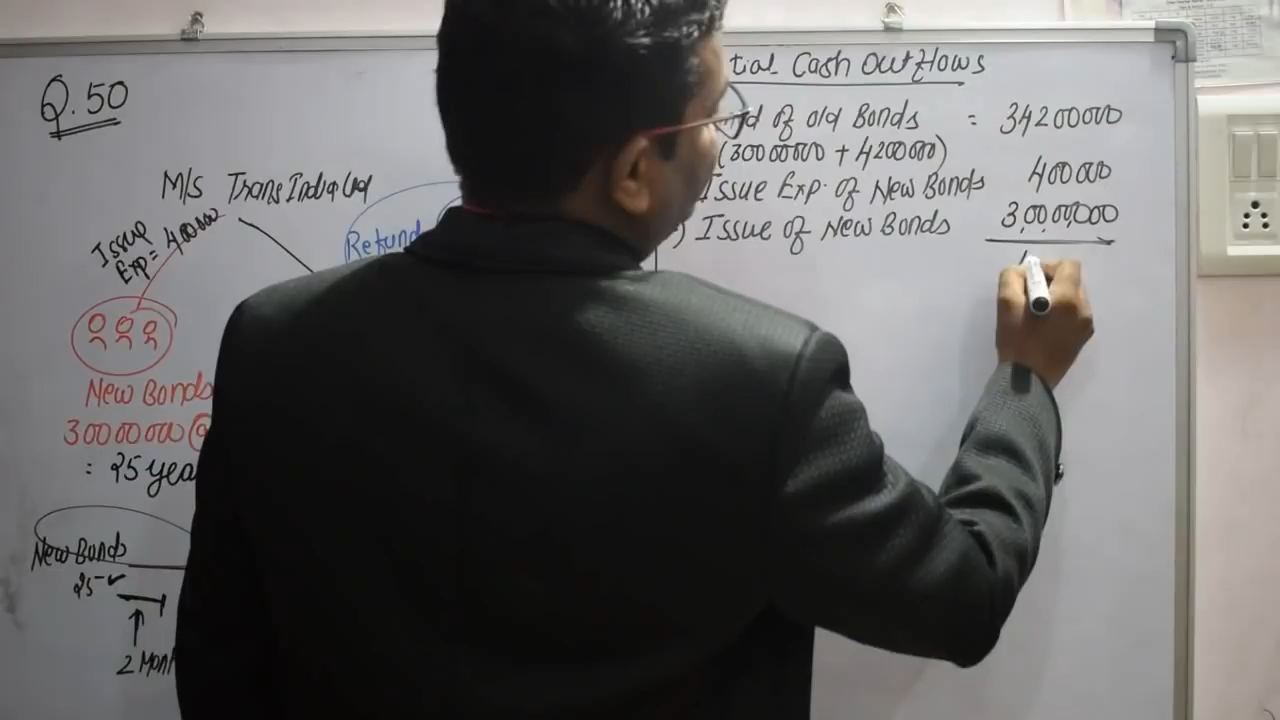 Q.50
M/S Trans India Ltd
Issue
Exp = 400000
Refund
New Bonds
30000000 @
= 25 yea
New Bonds
25
2 Mon
tial Cash Outflows
of old Bonds = 34200000
(30000000 + 4200000)
Issue Exp. of New Bonds 400000
) Issue of New Bonds 3,00,00,000